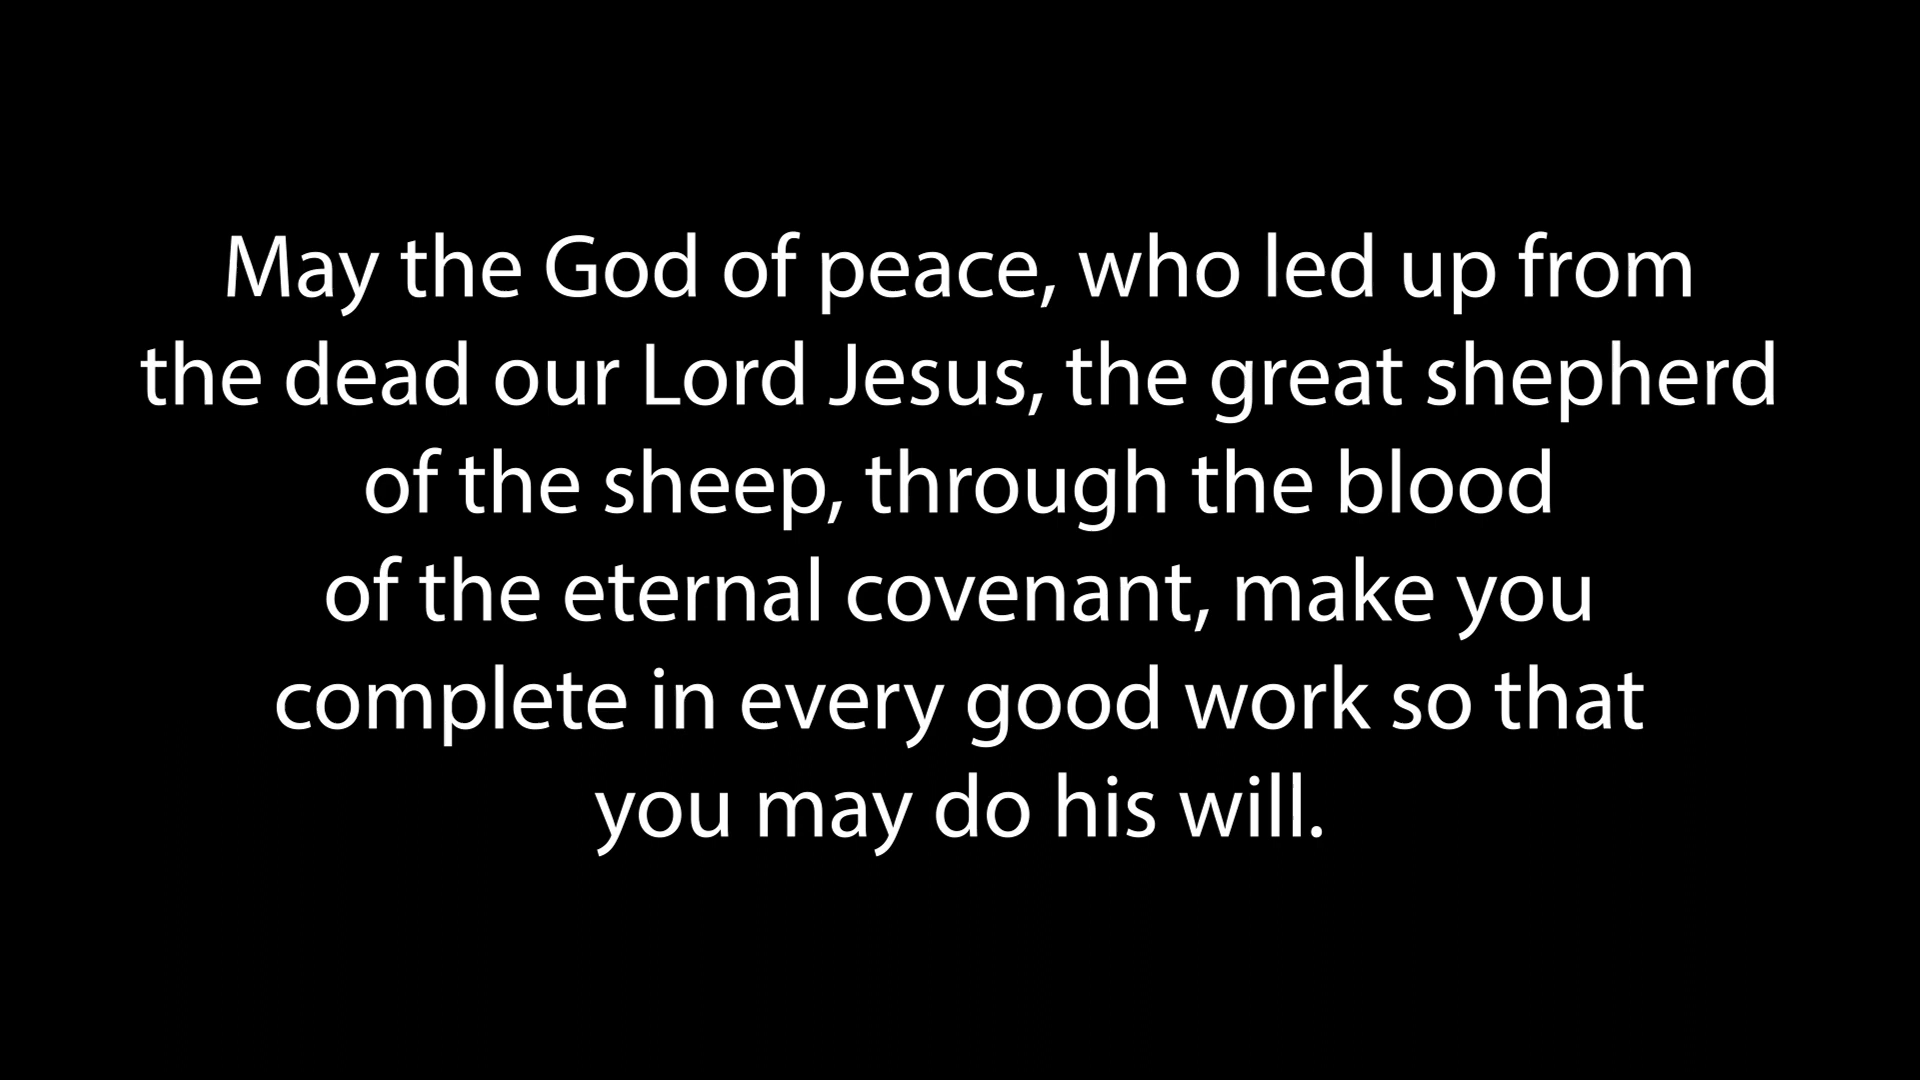 May the God of peace, who led up from
the dead our Lord Jesus, the great shepherd
of the sheep, through the blood
of the eternal covenant, make you
complete in every good work so that
you may do his will.